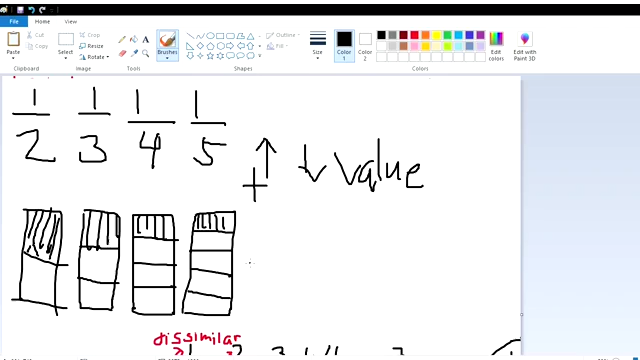 File Home View
Paste
Cut
Copy
Clipboard
Select
Crop
Resize
Rotate
Image
Tools
Brushes
Outline
Fill
Shapes
Size
Color 1
Color 2
Colors
Edit colors
Edit with Paint 3D
1/2 1/3 1/4 1/5
+ ↑ ↓ value
dissimilar